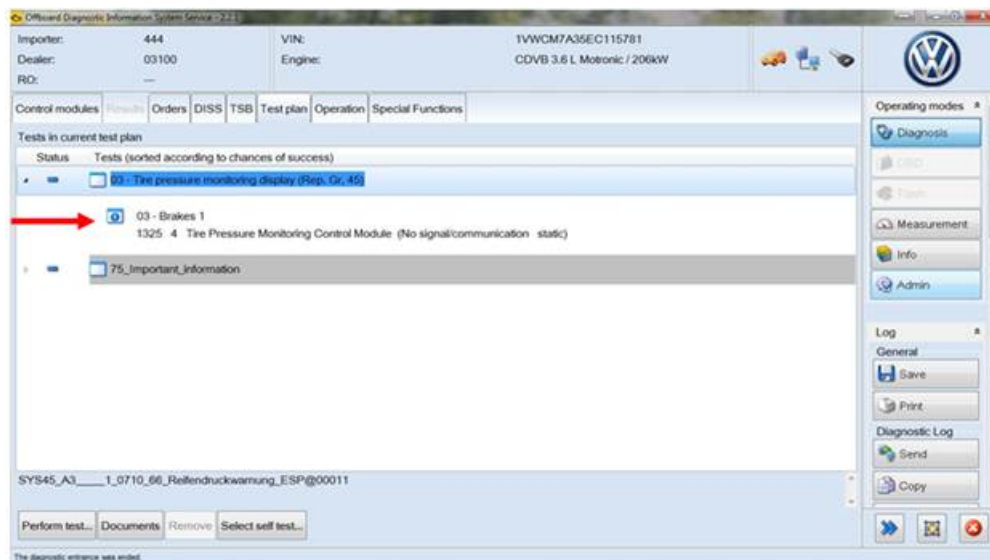 Offboard Diagnostic Information System Service - 2.2.1
Importer: 444 VIN: 1VWCM7A35EC115781
Dealer: 03100 Engine: CDVB 3.6 L Motronic / 206kW
RO: ---
Control modules Results Orders DISS TSB Test plan Operation Special Functions
Tests in current test plan
Status Tests (sorted according to chances of success)
03 - Tire pressure monitoring display (Rep, Gr, 45)
03 - Brakes 1
1325 4 Tire Pressure Monitoring Control Module (No signal/communication static)
75_Important_information
SYS45_A3____1_0710_66_Reifendruckwarnung_ESP@00011
Perform test... Documents Remove Select self test...
The diagnostic entrance was ended.
Operating modes
Diagnosis
OBD
Measurement
Info
Admin
Log
General
Save
Print
Diagnostic Log
Send
Copy